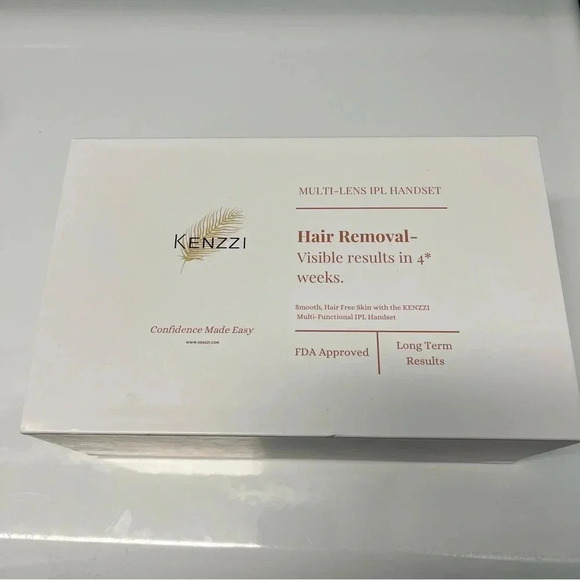 KENZZI
Confidence Made Easy
WWW.KENZZI.COM
MULTI-LENS IPL HANDSET
Hair Removal-
Visible results in 4*
weeks.
Smooth, Hair Free Skin with the KENZZI
Multi-Functional IPL Handset
FDA Approved
Long Term
Results